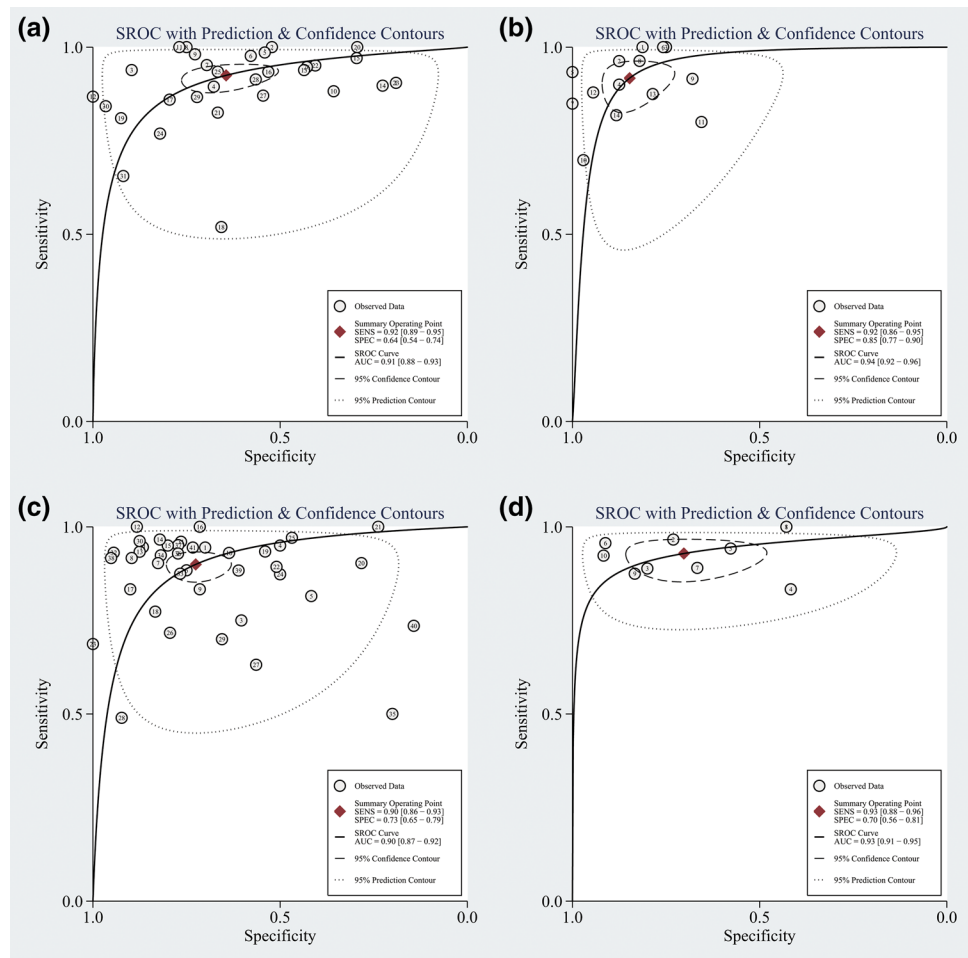 (a)
SROC with Prediction & Confidence Contours
Sensitivity
1.0
0.5
0.0
1.0
0.5
0.0
Specificity
Observed Data
Summary Operating Point
SENS = 0.92 [0.89 − 0.95]
SPEC = 0.64 [0.54 − 0.74]
SROC Curve
AUC = 0.91 [0.88 − 0.93]
95% Confidence Contour
95% Prediction Contour
(b)
SROC with Prediction & Confidence Contours
Sensitivity
1.0
0.5
0.0
1.0
0.5
0.0
Specificity
Observed Data
Summary Operating Point
SENS = 0.92 [0.86 − 0.95]
SPEC = 0.85 [0.77 − 0.90]
SROC Curve
AUC = 0.94 [0.92 − 0.96]
95% Confidence Contour
95% Prediction Contour
(c)
SROC with Prediction & Confidence Contours
Sensitivity
1.0
0.5
0.0
1.0
0.5
0.0
Specificity
Observed Data
Summary Operating Point
SENS = 0.90 [0.86 − 0.93]
SPEC = 0.73 [0.65 − 0.79]
SROC Curve
AUC = 0.90 [0.87 − 0.92]
95% Confidence Contour
95% Prediction Contour
(d)
SROC with Prediction & Confidence Contours
Sensitivity
1.0
0.5
0.0
1.0
0.5
0.0
Specificity
Observed Data
Summary Operating Point
SENS = 0.93 [0.88 − 0.96]
SPEC = 0.70 [0.56 − 0.81]
SROC Curve
AUC = 0.93 [0.91 − 0.95]
95% Confidence Contour
95% Prediction Contour